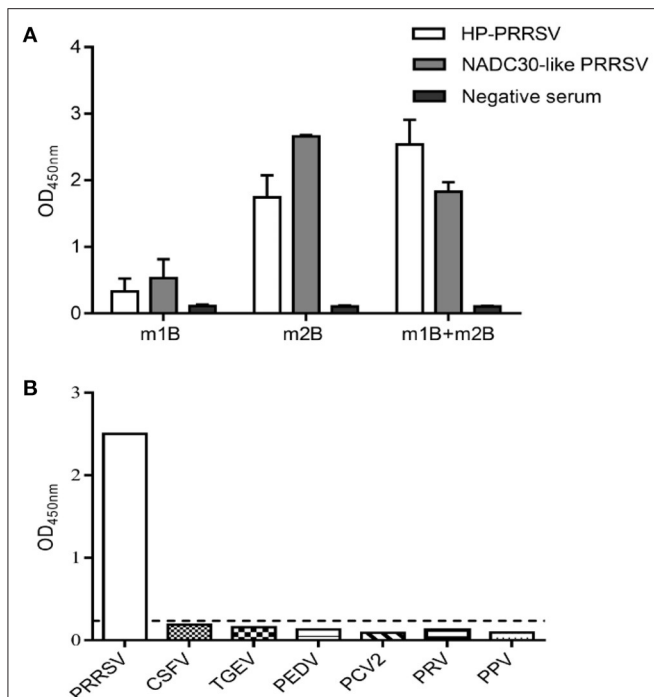 A
4
3
2
1
0
OD450nm
HP-PRRSV
NADC30-like PRRSV
Negative serum
m1B
m2B
m1B+m2B
B
3
2
1
0
OD450nm
PRRSV
CSFV
TGEV
PEDV
PCV2
PRV
PPV